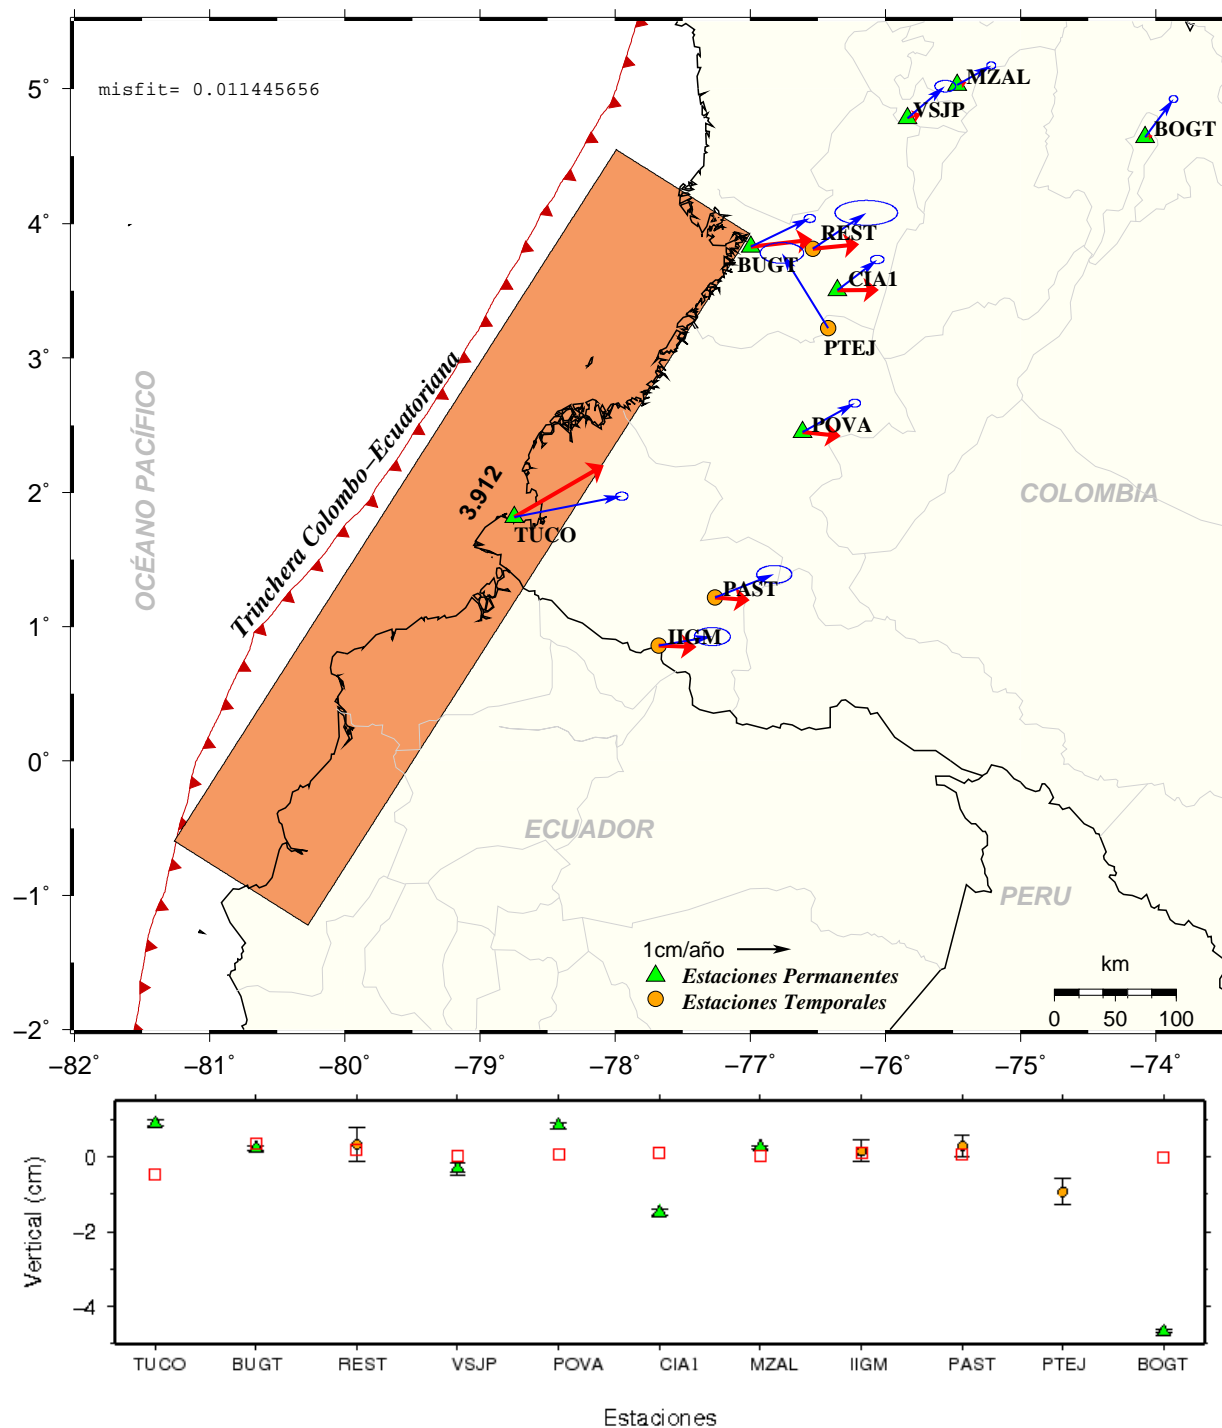 5°
misfit= 0.011445656
MZAL
VSJP
BOGT
4°
REST
BUGT
CIA1
3°
PTEJ
Trinchera Colombo-Ecuatoriana
OCÉANO PACÍFICO
POVA
2°
3.912
COLOMBIA
TUCO
PAST
1°
IIGM
0°
ECUADOR
−1°
PERU
1cm/año
Estaciones Permanentes
km
Estaciones Temporales
0 50 100
−2°
−82° −81° −80° −79° −78° −77° −76° −75° −74°
0
−2
−4
Vertical (cm)
TUCO BUGT REST VSJP POVA CIA1 MZAL IIGM PAST PTEJ BOGT
Estaciones